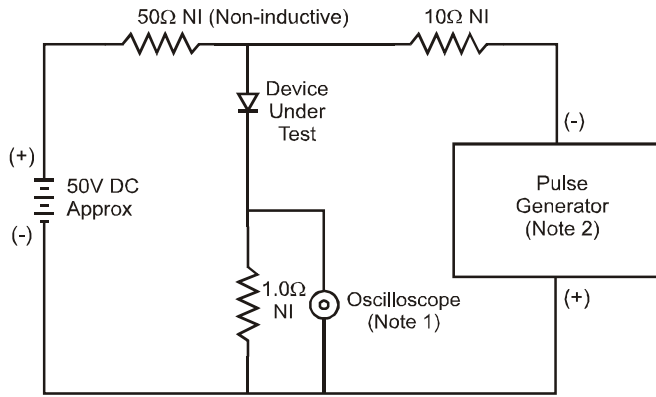 50Ω NI (Non-inductive)
10Ω NI
Device
Under
Test
(-)
(+)
50V DC
Approx
(-)
Pulse
Generator
(Note 2)
1.0Ω
NI
Oscilloscope
(Note 1)
(+)